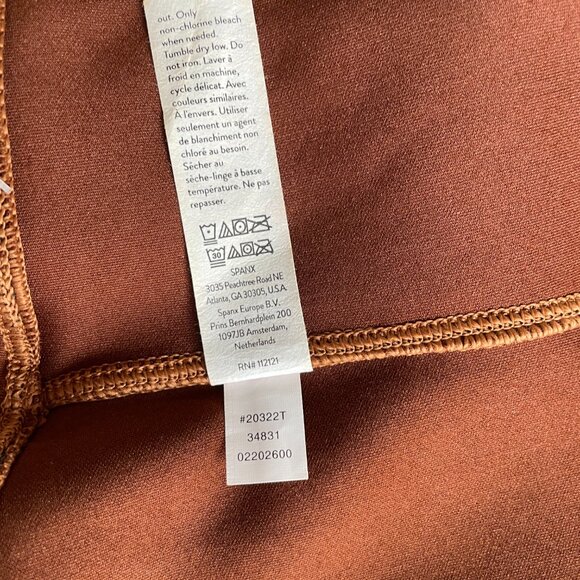 out. Only
non-chlorine bleach
when needed.
Tumble dry low. Do
not iron. Laver à
froid en machine,
cycle délicat. Avec
couleurs similaires.
À l'envers. Utiliser
seulement un agent
de blanchiment non
chloré au besoin.
Sécher au
sèche-linge à basse
température. Ne pas
repasser.
30
SPANX
3035 Peachtree Road NE
Atlanta, GA 30305, U.S.A
Spanx Europe B.V.
Prins Bernhardplein 200
1097JB Amsterdam,
Netherlands
RN# 112121
#20322T
34831
02202600